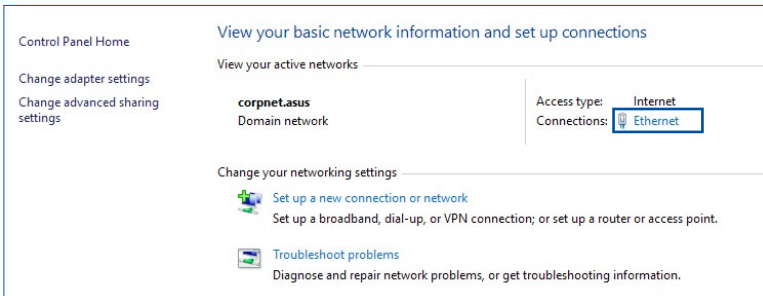 Control Panel Home
Change adapter settings
Change advanced sharing
settings
View your basic network information and set up connections
View your active networks
corpnet.asus
Domain network
Access type: Internet
Connections: Ethernet
Change your networking settings
Set up a new connection or network
Set up a broadband, dial-up, or VPN connection; or set up a router or access point.
Troubleshoot problems
Diagnose and repair network problems, or get troubleshooting information.